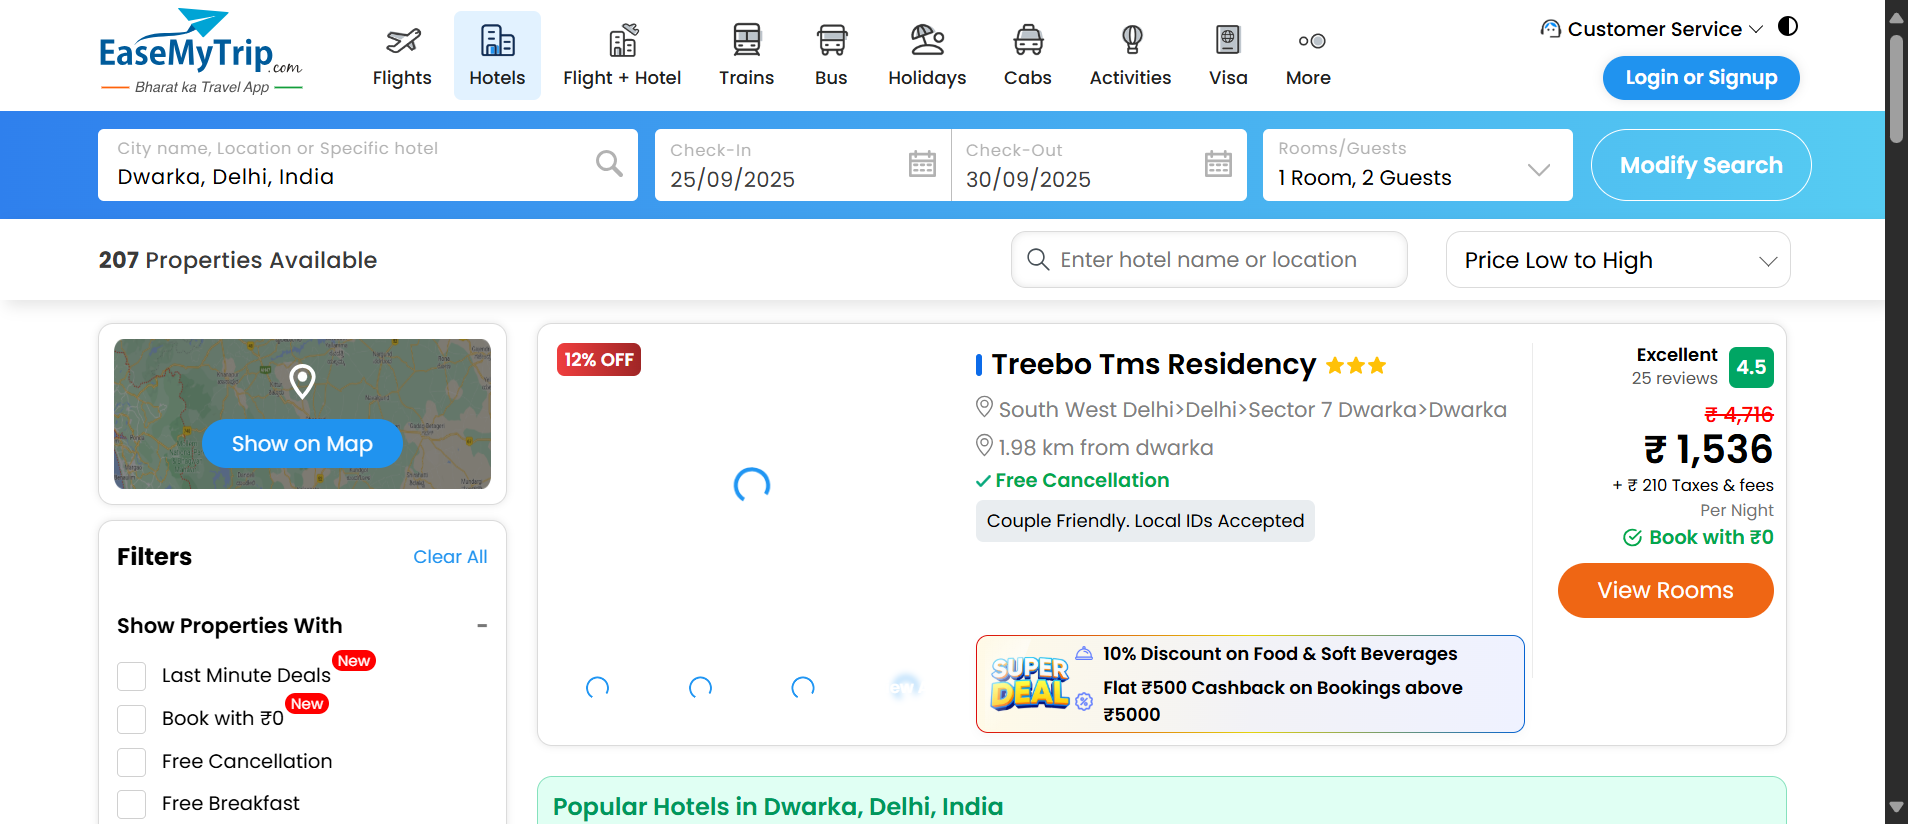 EaseMyTrip.com
Bharat ka Travel App
Flights
Hotels
Flight + Hotel
Trains
Bus
Holidays
Cabs
Activities
Visa
More
Customer Service
Login or Signup
City name, Location or Specific hotel
Dwarka, Delhi, India
Check-In
25/09/2025
Check-Out
30/09/2025
Rooms/Guests
1 Room, 2 Guests
Modify Search
207 Properties Available
Enter hotel name or location
Price Low to High
Show on Map
Filters
Clear All
Show Properties With
Last Minute Deals New
Book with ₹0 New
Free Cancellation
Free Breakfast
12% OFF
Treebo Tms Residency
South West Delhi>Delhi>Sector 7 Dwarka>Dwarka
1.98 km from dwarka
Free Cancellation
Couple Friendly. Local IDs Accepted
SUPER
DEAL
10% Discount on Food & Soft Beverages
Flat ₹500 Cashback on Bookings above
₹5000
Excellent
25 reviews
4.5
₹ 4,716
₹ 1,536
+ ₹ 210 Taxes & fees
Per Night
Book with ₹0
View Rooms
Popular Hotels in Dwarka, Delhi, India